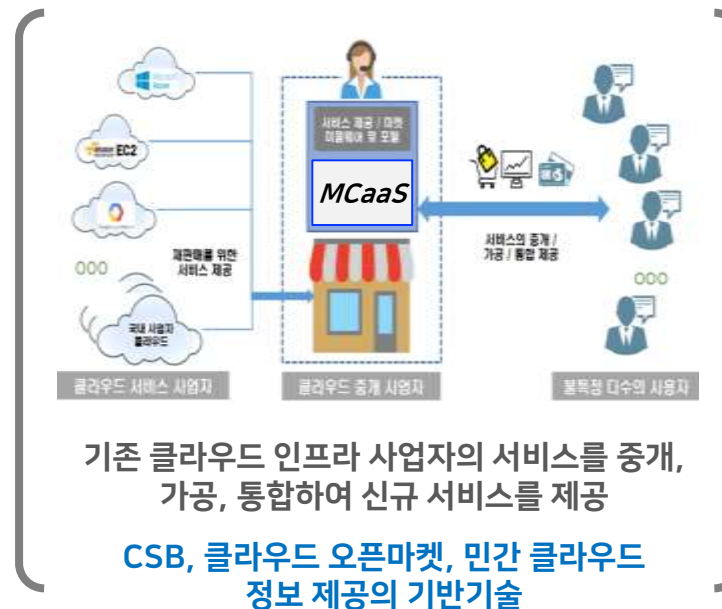 Microsoft
Azure
EC2
OOO
재판매를 위한
서비스 제공
국내 사업자
클라우드
클라우드 서비스 사업자
서비스 제공 / 마켓
미들웨어 및 포털
MCaaS
클라우드 중개 사업자
서비스의 중개 /
가공 / 통합 제공
OOO
불특정 다수의 사용자
기존 클라우드 인프라 사업자의 서비스를 중개,
가공, 통합하여 신규 서비스를 제공
CSB, 클라우드 오픈마켓, 민간 클라우드
정보 제공의 기반기술